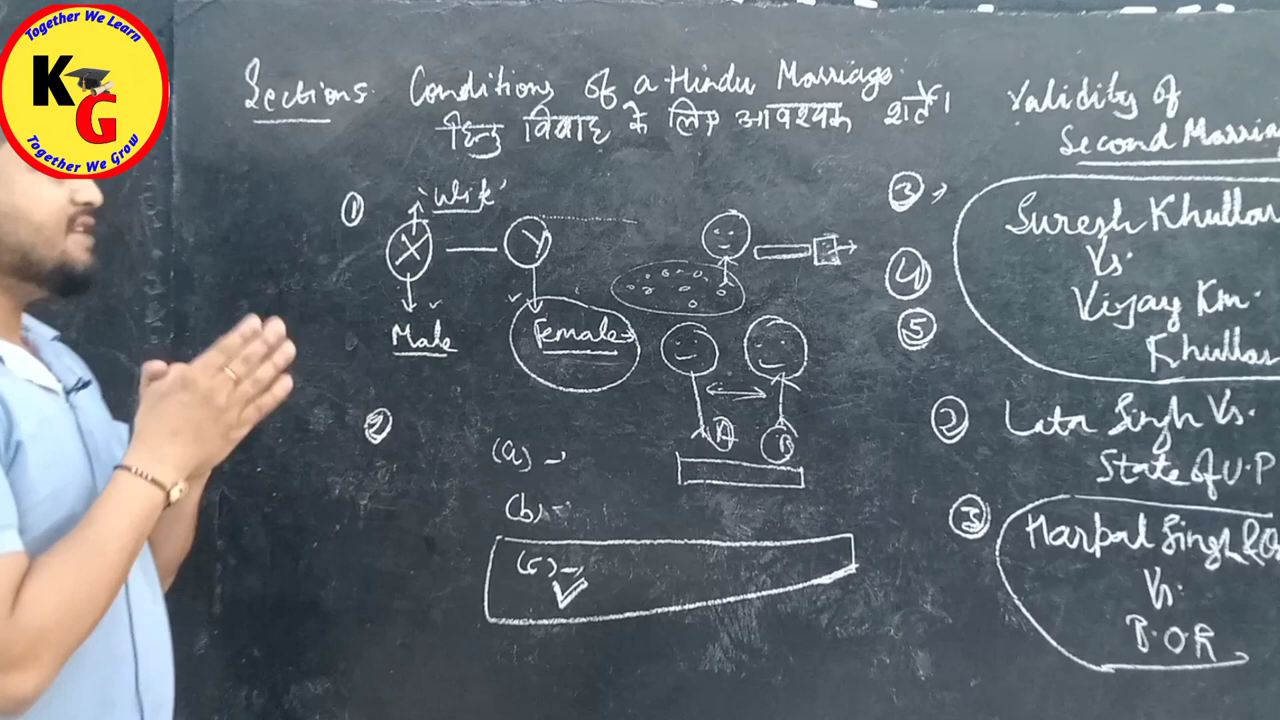 Together We Learn
KG
Together We Grow
Sections Conditions of a Hindu Marriage.
हिन्दु विवाह के लिए आवश्यक शर्ते।
Validity of
Second Marria
① 'Wife'
X — Y
Male
Female
②
(a) -
(b) -
(c) -
A
B
③
④
⑤
Suresh Khullar
Vs.
Vijay Km.
Khullar
② Lata Singh Vs.
State of U.P
③ Harpal Singh &
Vs.
B.O.R